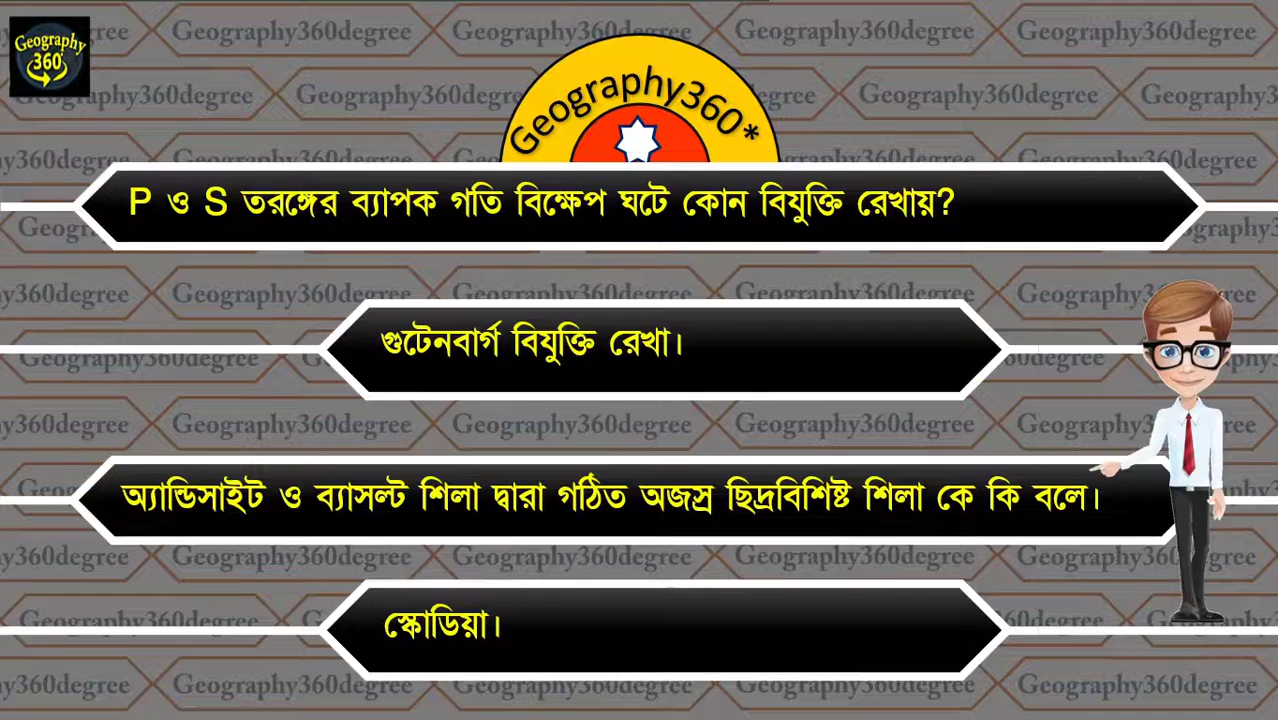 Geography
360°
Geography360*
P ও S তরঙ্গের ব্যাপক গতি বিক্ষেপ ঘটে কোন বিযুক্তি রেখায়?
গুটেনবার্গ বিযুক্তি রেখা।
অ্যান্ডিসাইট ও ব্যাসল্ট শিলা দ্বারা গঠিত অজস্র ছিদ্রবিশিষ্ট শিলা কে কি বলে।
স্কোডিয়া।